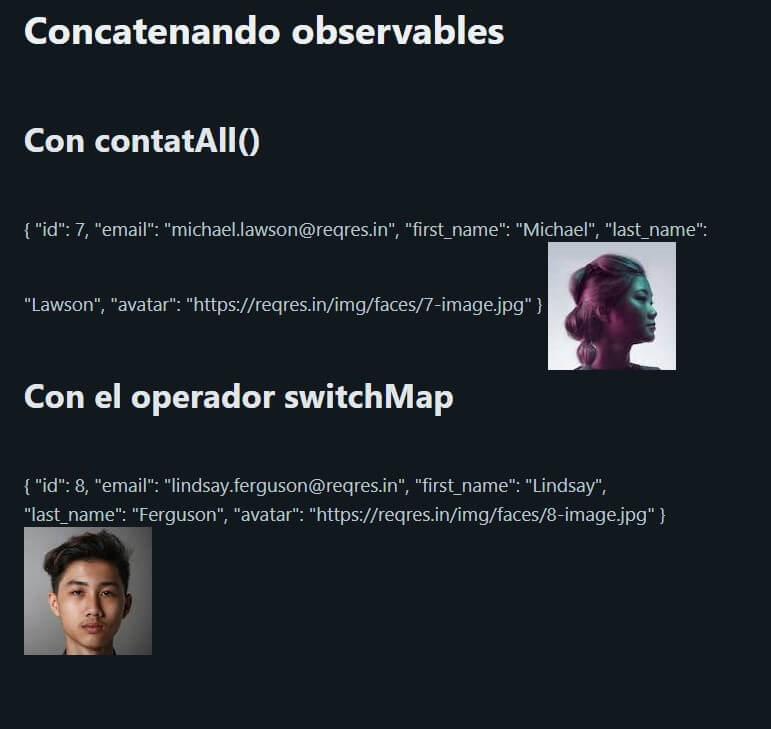 Concatenando observables
Con contatAll()
{ "id": 7, "email": "michael.lawson@reqres.in", "first_name": "Michael", "last_name":
"Lawson", "avatar": "https://reqres.in/img/faces/7-image.jpg" }
Con el operador switchMap
{ "id": 8, "email": "lindsay.ferguson@reqres.in", "first_name": "Lindsay",
"last_name": "Ferguson", "avatar": "https://reqres.in/img/faces/8-image.jpg" }